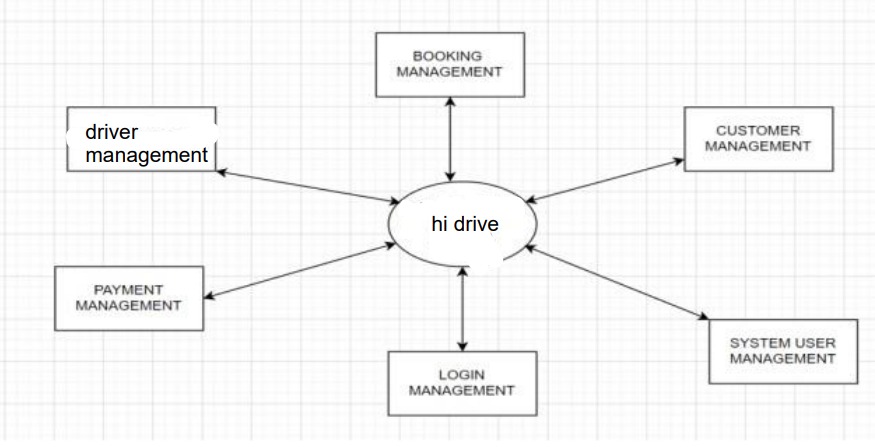 BOOKING
MANAGEMENT
driver
management
CUSTOMER
MANAGEMENT
hi drive
PAYMENT
MANAGEMENT
SYSTEM USER
MANAGEMENT
LOGIN
MANAGEMENT